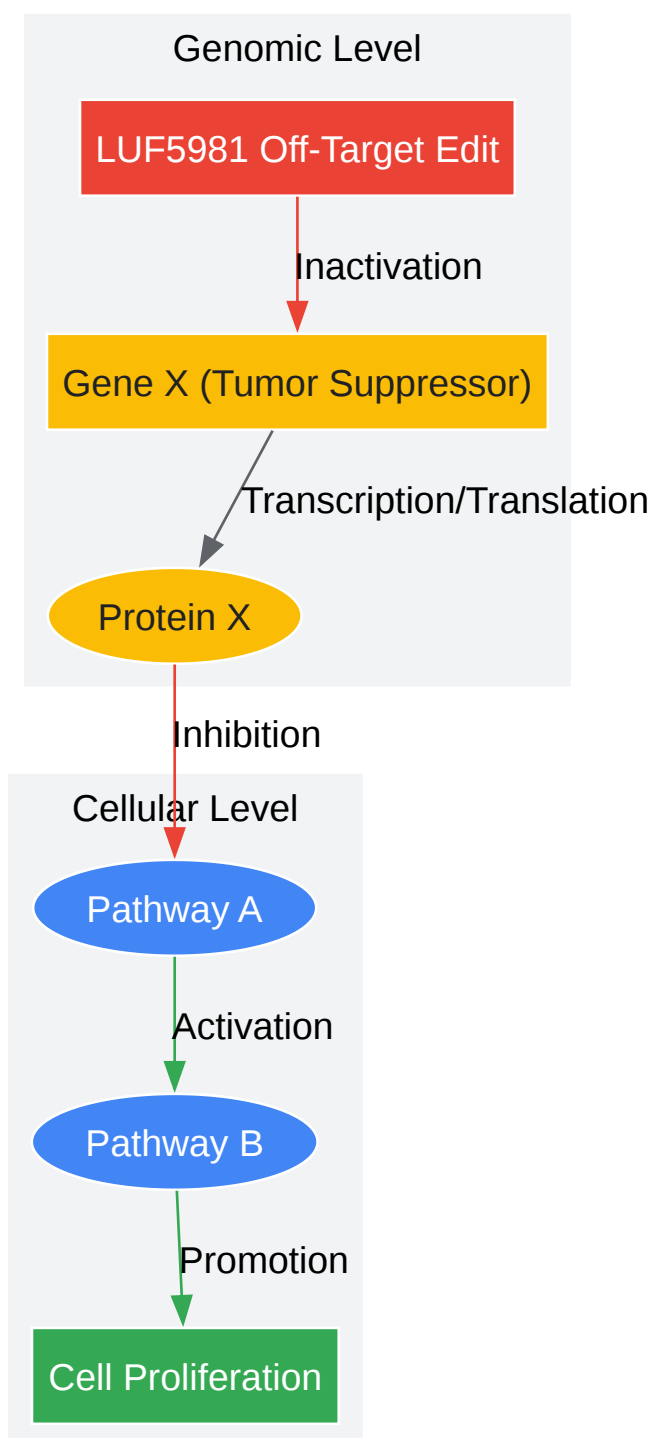 Genomic Level
LUF5981 Off-Target Edit
Inactivation
Gene X (Tumor Suppressor)
Transcription/Translation
Protein X
Inhibition
Cellular Level
Pathway A
Activation
Pathway B
Promotion
Cell Proliferation